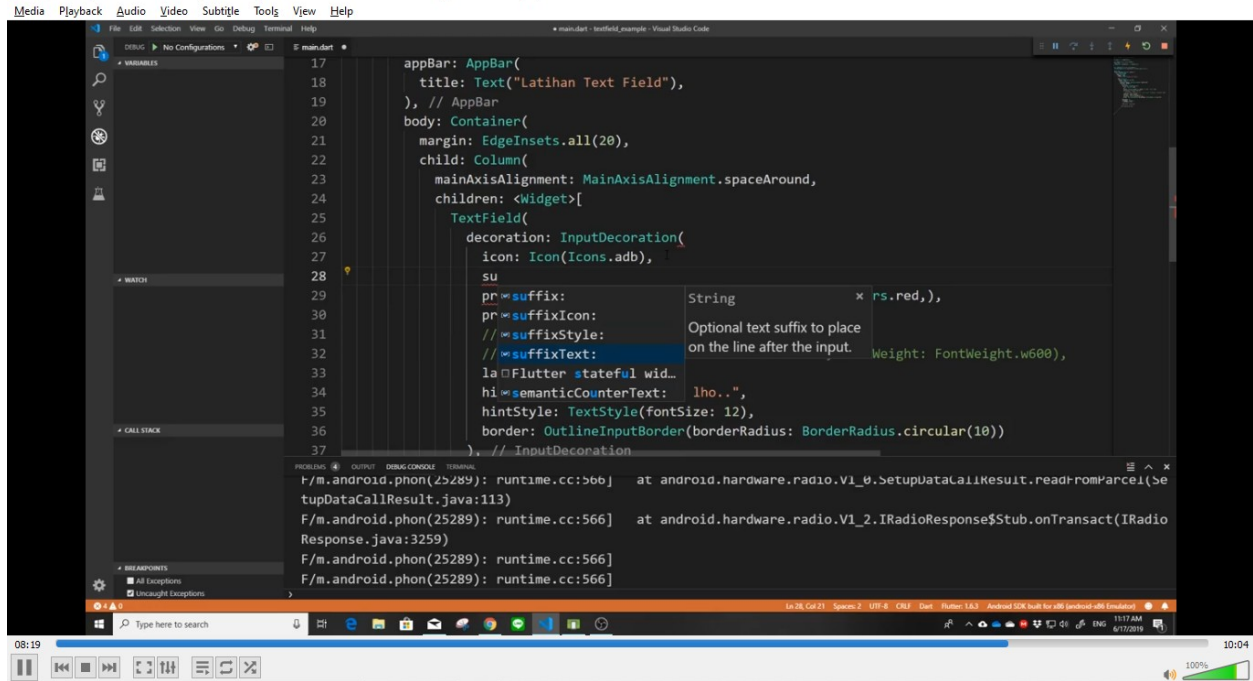 Media Playback Audio Video Subtitle Tools View Help
File Edit Selection View Go Debug Terminal Help
• main.dart - textfield_example - Visual Studio Code
DEBUG No Configurations
main.dart
VARIABLES
17 appBar: AppBar(
18 title: Text("Latihan Text Field"),
19 ), // AppBar
20 body: Container(
21 margin: EdgeInsets.all(20),
22 child: Column(
23 mainAxisAlignment: MainAxisAlignment.spaceAround,
24 children: <Widget>[
25 TextField(
26 decoration: InputDecoration(
27 icon: Icon(Icons.adb),
28 su
29 pr rs.red,),
30 pr
31 //
32 // Weight: FontWeight.w600),
33 la
34 hi lho..",
35 hintStyle: TextStyle(fontSize: 12),
36 border: OutlineInputBorder(borderRadius: BorderRadius.circular(10))
37 ), // InputDecoration
suffix:
suffixIcon:
suffixStyle:
suffixText:
Flutter stateful wid...
semanticCounterText:
String ×
Optional text suffix to place
on the line after the input.
WATCH
CALL STACK
BREAKPOINTS
All Exceptions
Uncaught Exceptions
PROBLEMS 4 OUTPUT DEBUG CONSOLE TERMINAL
F/m.android.phon(25289): runtime.cc:566] at android.hardware.radio.V1_0.SetupDataCallResult.readFromParcel(Se
tupDataCallResult.java:113)
F/m.android.phon(25289): runtime.cc:566] at android.hardware.radio.V1_2.IRadioResponse$Stub.onTransact(IRadio
Response.java:3259)
F/m.android.phon(25289): runtime.cc:566]
F/m.android.phon(25289): runtime.cc:566]
>
4 0
Ln 28, Col 21 Spaces: 2 UTF-8 CRLF Dart Flutter: 1.6.3 Android SDK built for x86 (android-x86 Emulator)
Type here to search
ENG
11:17 AM
6/17/2019
08:19 10:04
100%